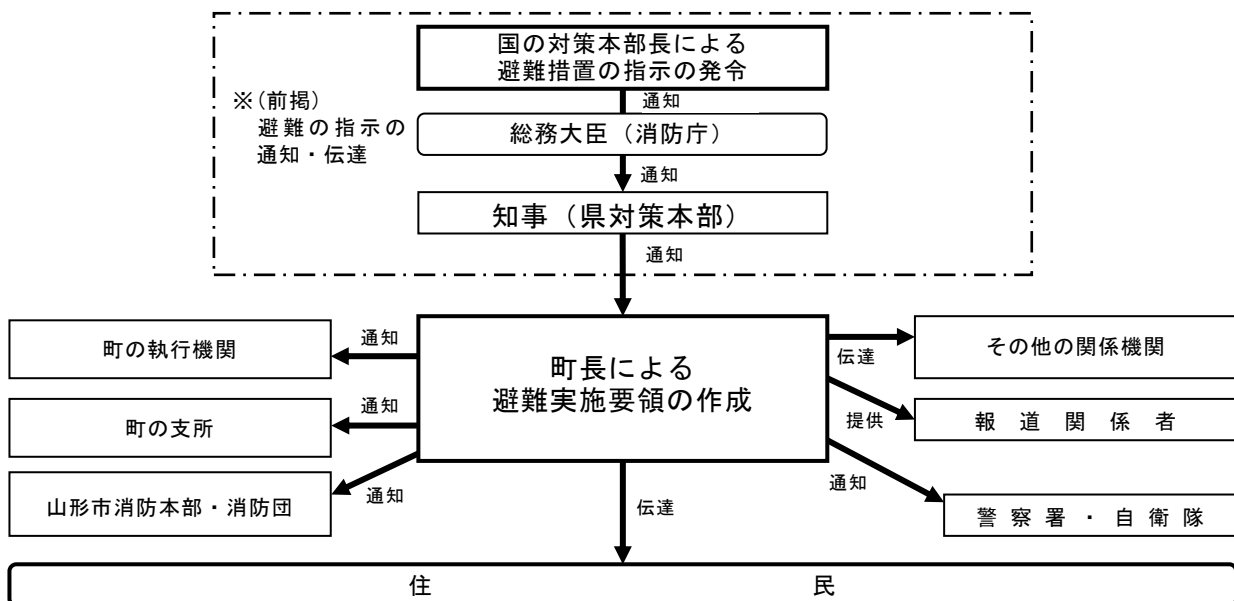 国の対策本部長による
避難措置の指示の発令
※(前掲)
避難の指示の
通知・伝達
通知
総務大臣(消防庁)
通知
知事(県対策本部)
通知
町の執行機関
通知
町長による
避難実施要領の作成
伝達
その他の関係機関
町の支所
通知
提供
報道関係者
山形市消防本部・消防団
通知
伝達
通知
警察署・自衛隊
住民